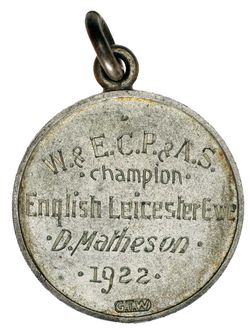 W. & E. C. P. & A. S.
· champion ·
English Leicester Ewe
· D. Matheson ·
· 1922 ·
G.T.W